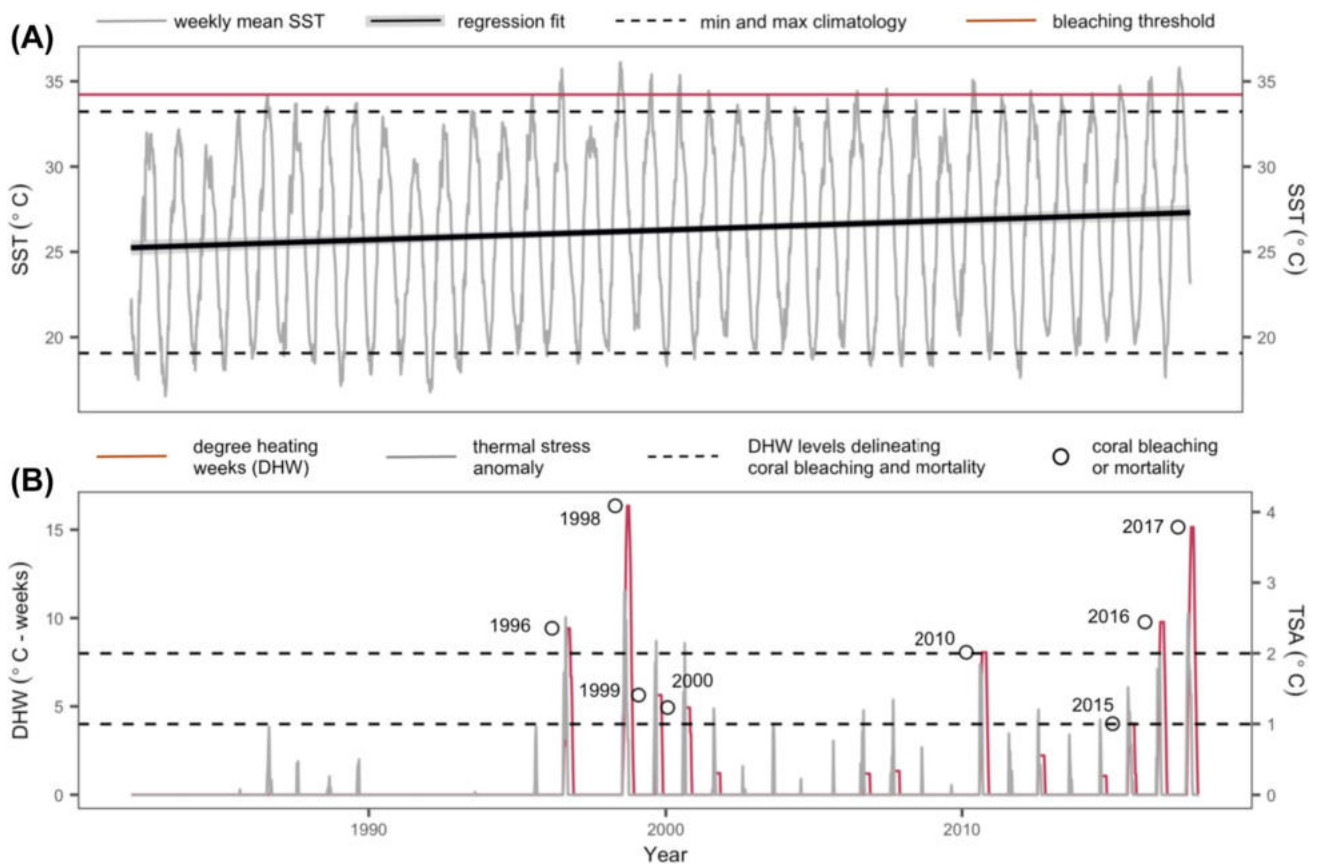 weekly mean SST regression fit min and max climatology bleaching threshold
(A)
35 35
30 30
25 25
20 20
SST (° C)
SST (° C)
degree heating weeks (DHW)
thermal stress anomaly
DHW levels delineating coral bleaching and mortality
coral bleaching or mortality
(B)
15
10
5
0
DHW (° C - weeks)
1996
1998
1999
2000
2010
2015
2016
2017
4
3
2
1
0
TSA (° C)
1990 2000 2010
Year